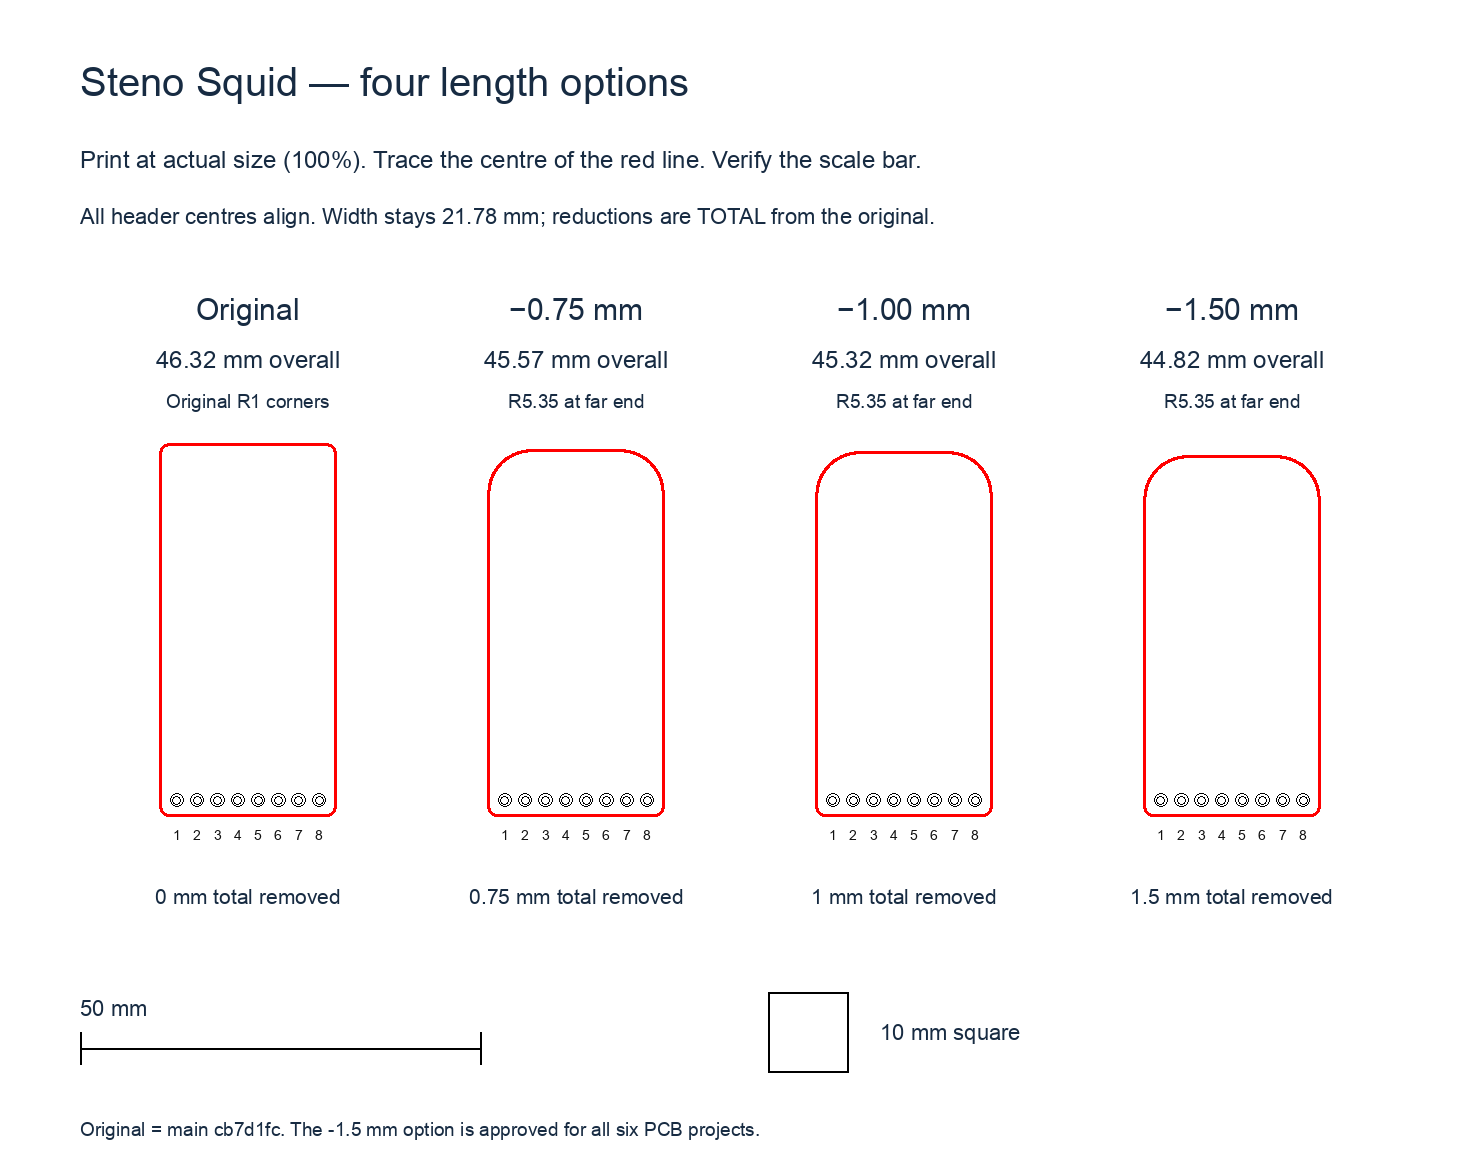 Steno Squid — four length options
Print at actual size (100%). Trace the centre of the red line. Verify the scale bar.
All header centres align. Width stays 21.78 mm; reductions are TOTAL from the original.
Original
46.32 mm overall
Original R1 corners
1 2 3 4 5 6 7 8
0 mm total removed
−0.75 mm
45.57 mm overall
R5.35 at far end
1 2 3 4 5 6 7 8
0.75 mm total removed
−1.00 mm
45.32 mm overall
R5.35 at far end
1 2 3 4 5 6 7 8
1 mm total removed
−1.50 mm
44.82 mm overall
R5.35 at far end
1 2 3 4 5 6 7 8
1.5 mm total removed
50 mm
10 mm square
Original = main cb7d1fc. The -1.5 mm option is approved for all six PCB projects.